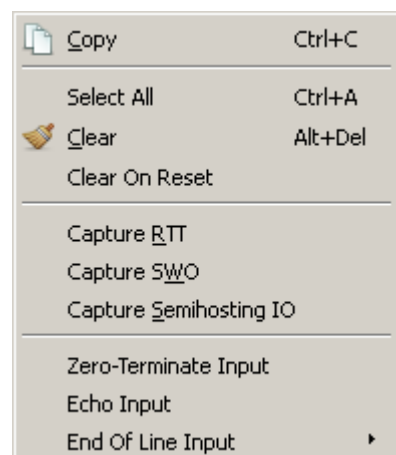 Copy Ctrl+C
Select All Ctrl+A
Clear Alt+Del
Clear On Reset
Capture RTT
Capture SWO
Capture Semihosting IO
Zero-Terminate Input
Echo Input
End Of Line Input